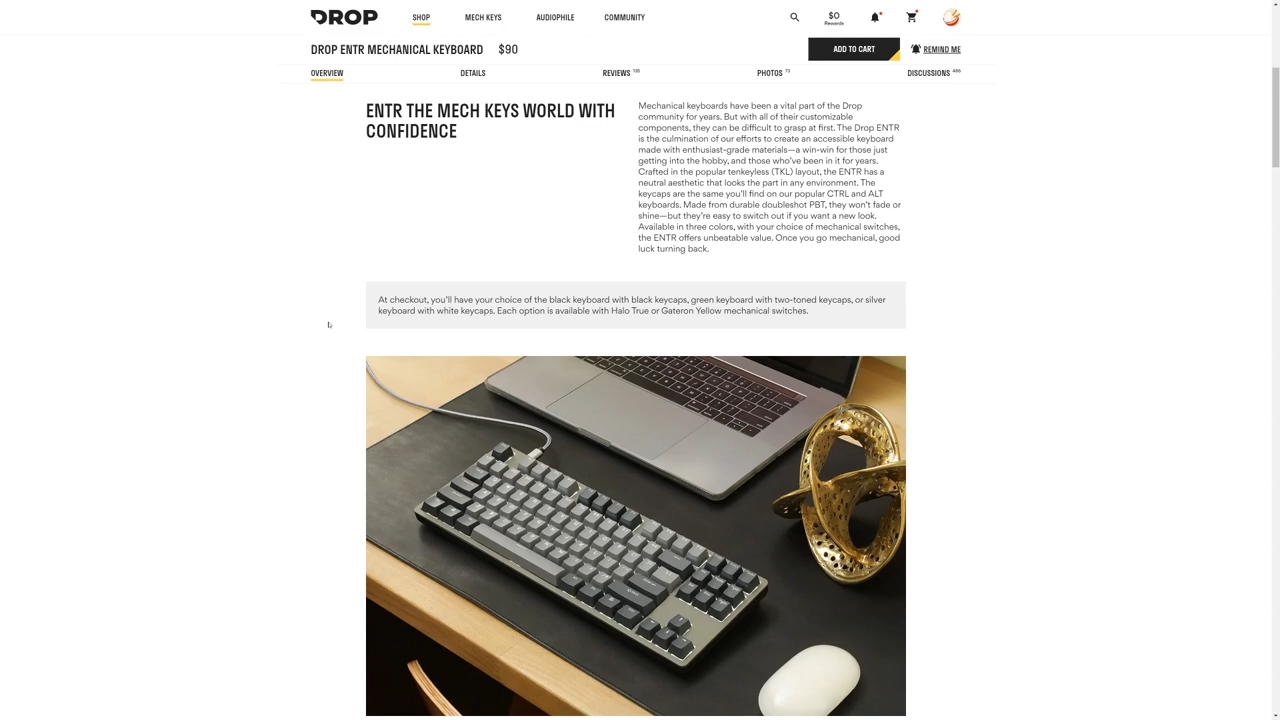 DROP
SHOP
MECH KEYS
AUDIOPHILE
COMMUNITY
$0
Rewards
DROP ENTR MECHANICAL KEYBOARD $90
ADD TO CART
REMIND ME
OVERVIEW
DETAILS
REVIEWS 135
PHOTOS 73
DISCUSSIONS 486
ENTR THE MECH KEYS WORLD WITH
CONFIDENCE
Mechanical keyboards have been a vital part of the Drop
community for years. But with all of their customizable
components, they can be difficult to grasp at first. The Drop ENTR
is the culmination of our efforts to create an accessible keyboard
made with enthusiast-grade materials—a win-win for those just
getting into the hobby, and those who've been in it for years.
Crafted in the popular tenkeyless (TKL) layout, the ENTR has a
neutral aesthetic that looks the part in any environment. The
keycaps are the same you'll find on our popular CTRL and ALT
keyboards. Made from durable doubleshot PBT, they won't fade or
shine—but they're easy to switch out if you want a new look.
Available in three colors, with your choice of mechanical switches,
the ENTR offers unbeatable value. Once you go mechanical, good
luck turning back.
At checkout, you'll have your choice of the black keyboard with black keycaps, green keyboard with two-toned keycaps, or silver
keyboard with white keycaps. Each option is available with Halo True or Gateron Yellow mechanical switches.